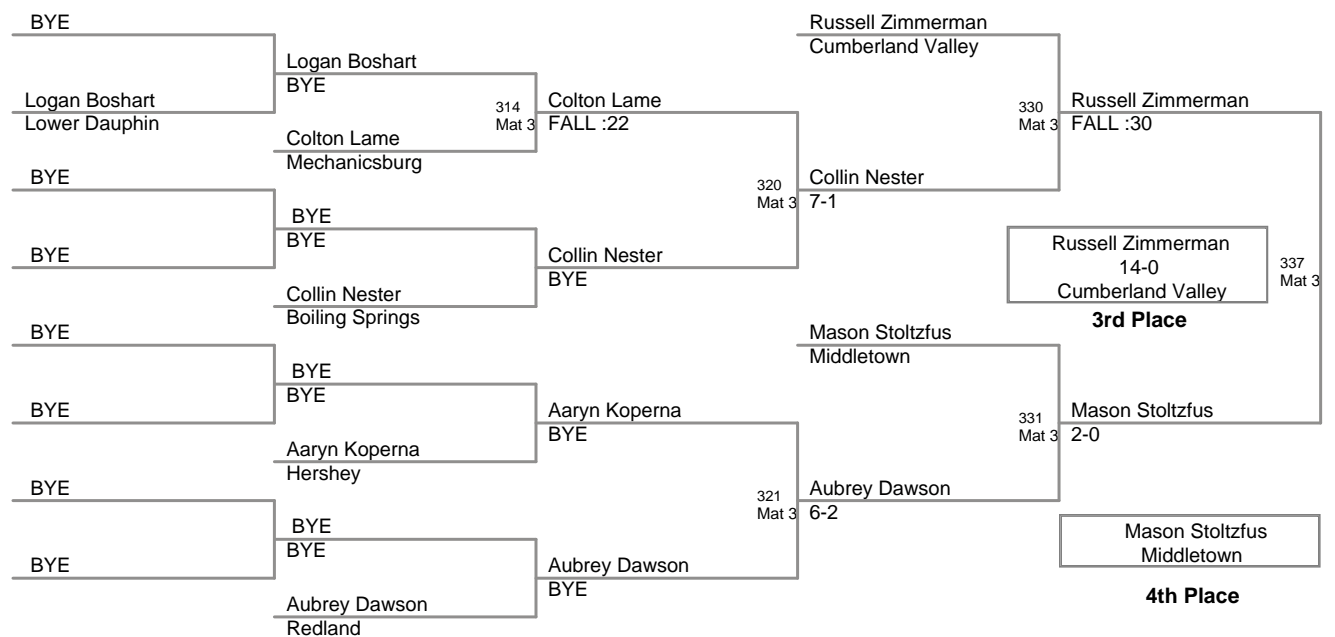 BYE
Russell Zimmerman
Cumberland Valley
Logan Boshart
BYE
Logan Boshart
Lower Dauphin
314
Mat 3
Colton Lame
FALL :22
330
Mat 3
Russell Zimmerman
FALL :30
Colton Lame
Mechanicsburg
BYE
320
Mat 3
Collin Nester
7-1
BYE
BYE
BYE
Collin Nester
BYE
Russell Zimmerman
14-0
Cumberland Valley
3rd Place
337
Mat 3
Collin Nester
Boiling Springs
BYE
Mason Stoltzfus
Middletown
BYE
BYE
BYE
Aaryn Koperna
BYE
331
Mat 3
Mason Stoltzfus
2-0
Aaryn Koperna
Hershey
BYE
321
Mat 3
Aubrey Dawson
6-2
BYE
BYE
Mason Stoltzfus
Middletown
4th Place
BYE
Aubrey Dawson
BYE
Aubrey Dawson
Redland